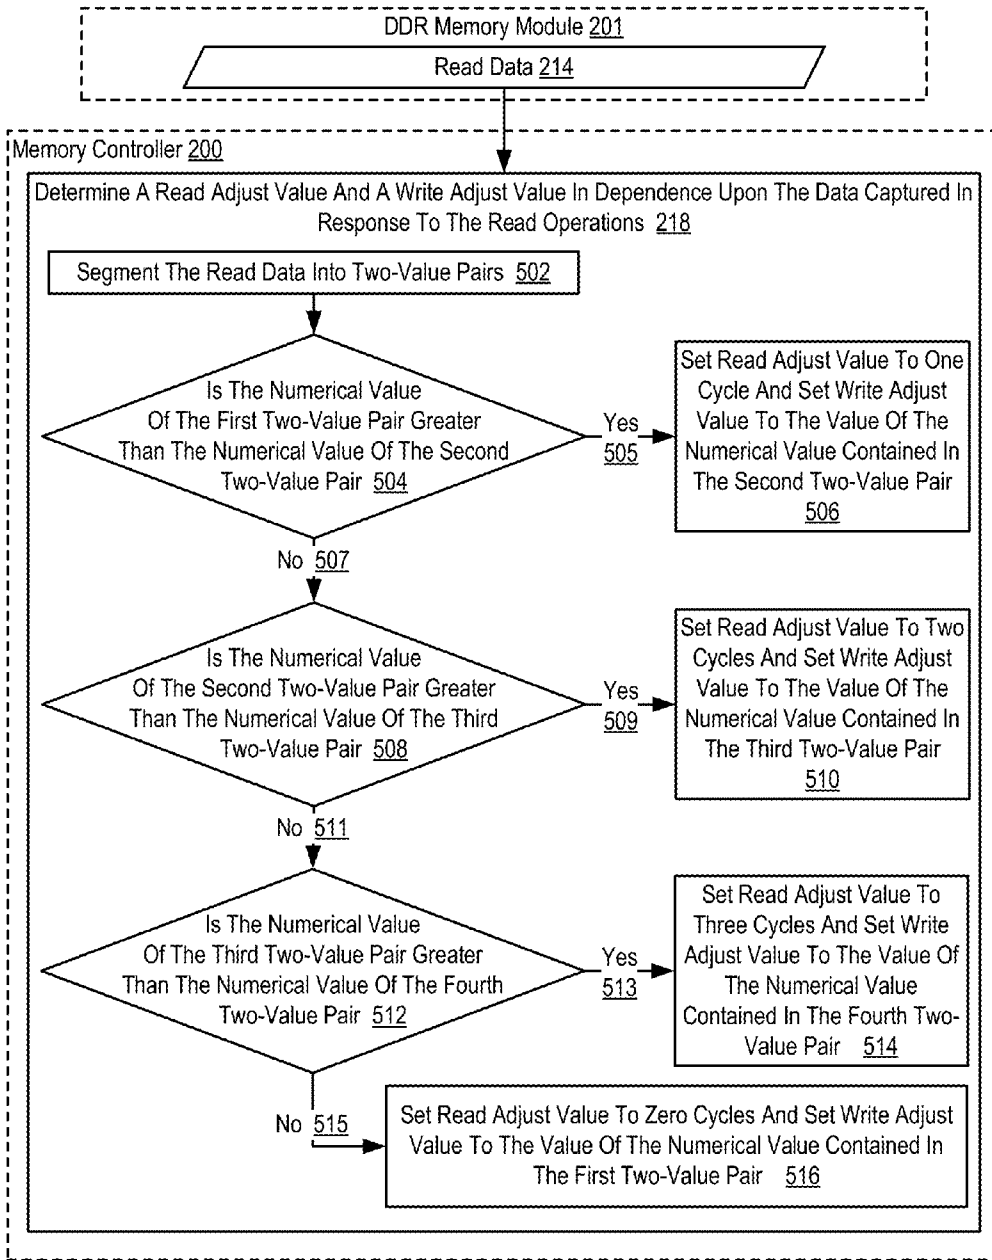 DDR Memory Module 201
Read Data 214
Memory Controller 200
Determine A Read Adjust Value And A Write Adjust Value In Dependence Upon The Data Captured In
Response To The Read Operations 218
Segment The Read Data Into Two-Value Pairs 502
Is The Numerical Value
Of The First Two-Value Pair Greater
Than The Numerical Value Of The Second
Two-Value Pair 504
Yes
505
Set Read Adjust Value To One
Cycle And Set Write Adjust
Value To The Value Of The
Numerical Value Contained In
The Second Two-Value Pair
506
No 507
Is The Numerical Value
Of The Second Two-Value Pair Greater
Than The Numerical Value Of The Third
Two-Value Pair 508
Yes
509
Set Read Adjust Value To Two
Cycles And Set Write Adjust
Value To The Value Of The
Numerical Value Contained In
The Third Two-Value Pair
510
No 511
Is The Numerical Value
Of The Third Two-Value Pair Greater
Than The Numerical Value Of The Fourth
Two-Value Pair 512
Yes
513
Set Read Adjust Value To
Three Cycles And Set Write
Adjust Value To The Value Of
The Numerical Value
Contained In The Fourth Two-
Value Pair 514
No 515
Set Read Adjust Value To Zero Cycles And Set Write Adjust
Value To The Value Of The Numerical Value Contained In
The First Two-Value Pair 516